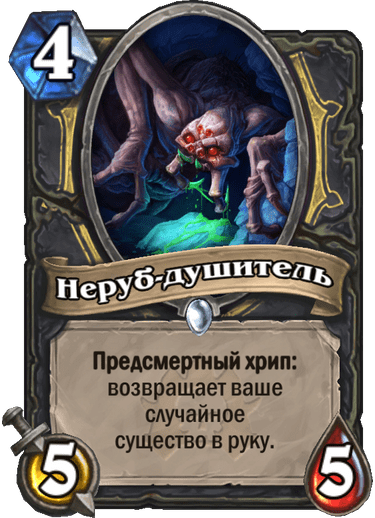 4
Неруб-душитель
Предсмертный хрип:
возвращает ваше
случайное
существо в руку.
5
5